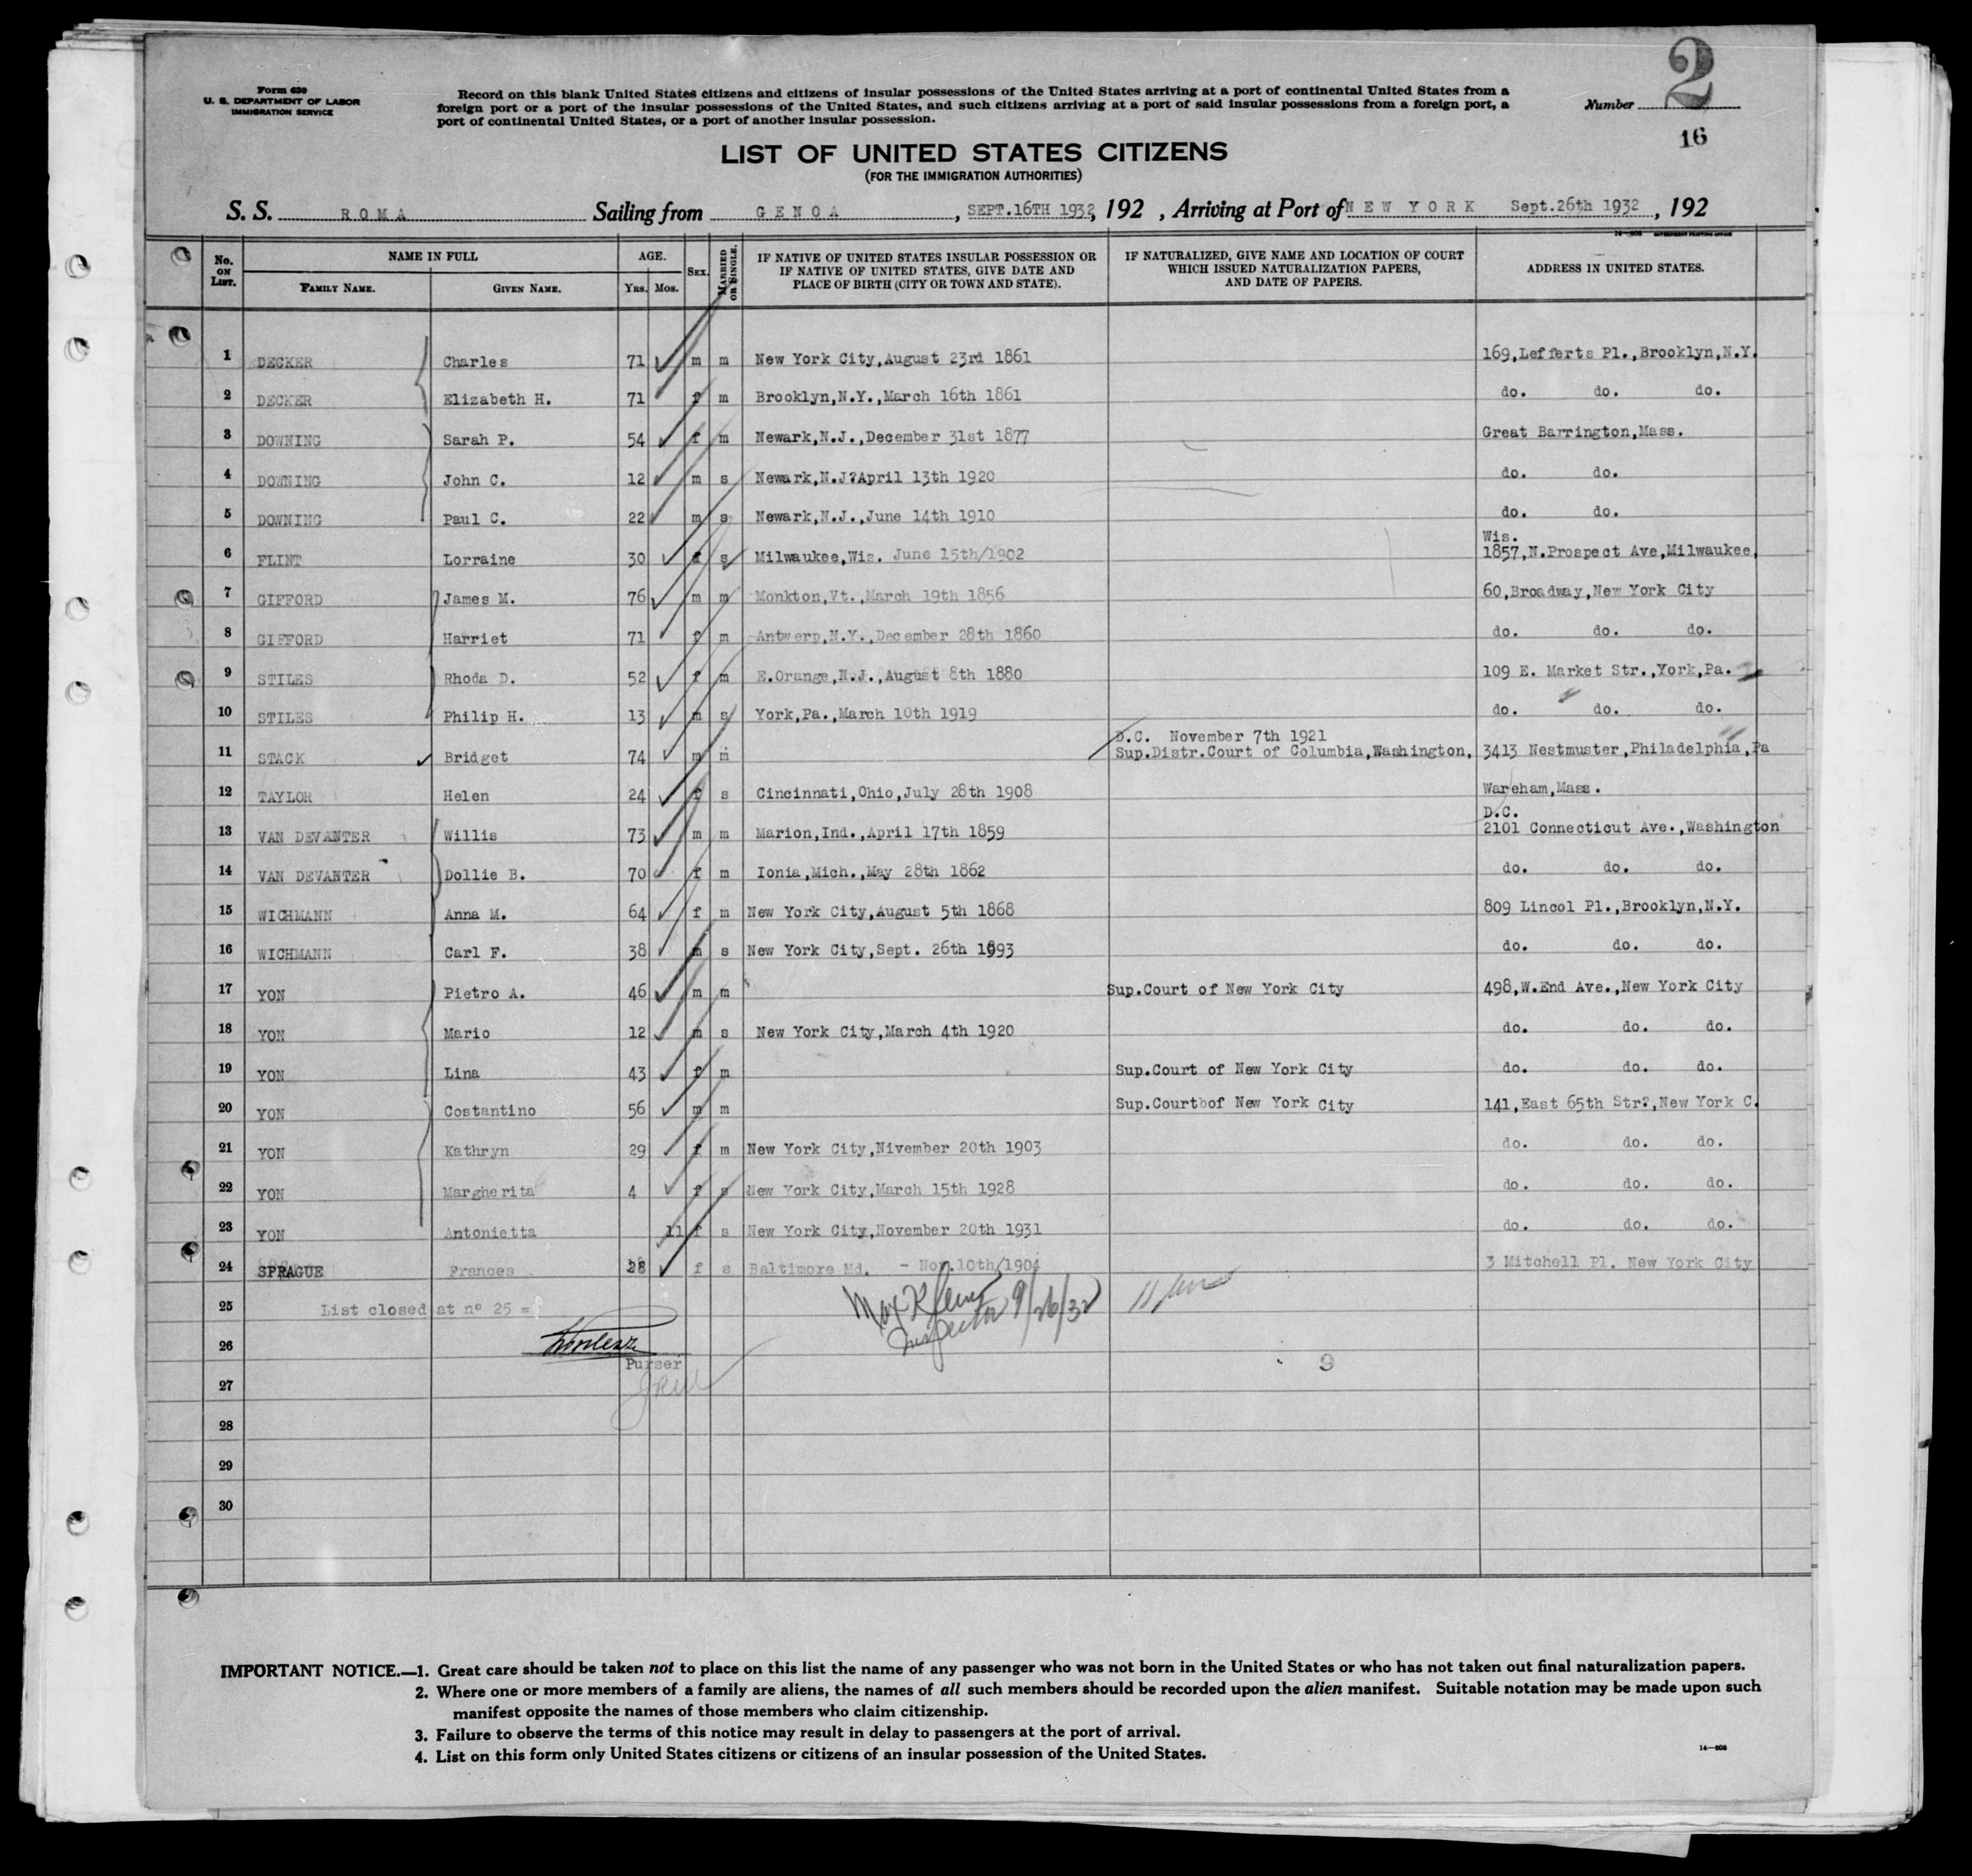 Form 630
U. S. DEPARTMENT OF LABOR
IMMIGRATION SERVICE
Record on this blank United States citizens and citizens of insular possessions of the United States arriving at a port of continental United States from a
foreign port or a port of the insular possessions of the United States, and such citizens arriving at a port of said insular possessions from a foreign port, a
port of continental United States, or a port of another insular possession.
Number 2
16
LIST OF UNITED STATES CITIZENS
(FOR THE IMMIGRATION AUTHORITIES)
S. S. ROMA Sailing from GENOA, SEPT.16TH 1932, 192 , Arriving at Port of NEW YORK Sept.26th 1932, 192
No. ON LIST. NAME IN FULL FAMILY NAME. GIVEN NAME. AGE. YRS. MOS. SEX. MARRIED OR SINGLE. IF NATIVE OF UNITED STATES INSULAR POSSESSION OR IF NATIVE OF UNITED STATES, GIVE DATE AND PLACE OF BIRTH (CITY OR TOWN AND STATE). IF NATURALIZED, GIVE NAME AND LOCATION OF COURT WHICH ISSUED NATURALIZATION PAPERS, AND DATE OF PAPERS. ADDRESS IN UNITED STATES.
1 DECKER Charles 71 m m New York City,August 23rd 1861 169,Lefferts Pl.,Brooklyn,N.Y.
2 DECKER Elizabeth H. 71 f m Brooklyn,N.Y.,March 16th 1861 do. do. do.
3 DOWNING Sarah P. 54 f m Newark,N.J.,December 31st 1877 Great Barrington,Mass.
4 DOWNING John C. 12 m s Newark,N.J?April 13th 1920 do. do.
5 DOWNING Paul C. 22 m s Newark,N.J.,June 14th 1910 do. do.
Wis.
6 FLINT Lorraine 30 f s Milwaukee,Wis. June 15th/1902 1857,N.Prospect Ave,Milwaukee,
7 GIFFORD James M. 76 m m Monkton,Vt.,March 19th 1856 60,Broadway,New York City
8 GIFFORD Harriet 71 f m Antwerp,N.Y.,December 28th 1860 do. do. do.
9 STILES Rhoda D. 52 f m E.Orange,N.J.,August 8th 1880 109 E. Market Str.,York,Pa.
10 STILES Philip H. 13 m s York,Pa.,March 10th 1919 do. do. do.
D.C. November 7th 1921
11 STACK Bridget 74 m m Sup.Distr.Court of Columbia,Washington, 3413 Nestmuster,Philadelphia,Pa
12 TAYLOR Helen 24 f s Cincinnati,Ohio,July 28th 1908 Wareham,Mass.
D.C.
13 VAN DEVANTER Willis 73 m m Marion,Ind.,April 17th 1859 2101 Connecticut Ave.,Washington
14 VAN DEVANTER Dollie B. 70 f m Ionia,Mich.,May 28th 1862 do. do. do.
15 WICHMANN Anna M. 64 f m New York City,August 5th 1868 809 Lincol Pl.,Brooklyn,N.Y.
16 WICHMANN Carl F. 38 m s New York City,Sept. 26th 1893 do. do. do.
17 YON Pietro A. 46 m m Sup.Court of New York City 498,W.End Ave.,New York City
18 YON Mario 12 m s New York City,March 4th 1920 do. do. do.
19 YON Lina 43 f m Sup.Court of New York City do. do. do.
20 YON Costantino 56 m m Sup.Courtbof New York City 141,East 65th Str?,New York C.
21 YON Kathryn 29 f m New York City,Nivember 20th 1903 do. do. do.
22 YON Margherita 4 f s New York City,March 15th 1928 do. do. do.
23 YON Antonietta 11 f s New York City,November 20th 1931 do. do. do.
24 SPRAGUE Frances 28 f s Baltimore Md. - Nov.10th/1904 3 Mitchell Pl. New York City
25 List closed at nº 25 =
Inspector 9/26/32
26
Purser
9
27
28
29
30
IMPORTANT NOTICE.—1. Great care should be taken not to place on this list the name of any passenger who was not born in the United States or who has not taken out final naturalization papers.
2. Where one or more members of a family are aliens, the names of all such members should be recorded upon the alien manifest. Suitable notation may be made upon such
manifest opposite the names of those members who claim citizenship.
3. Failure to observe the terms of this notice may result in delay to passengers at the port of arrival.
4. List on this form only United States citizens or citizens of an insular possession of the United States.